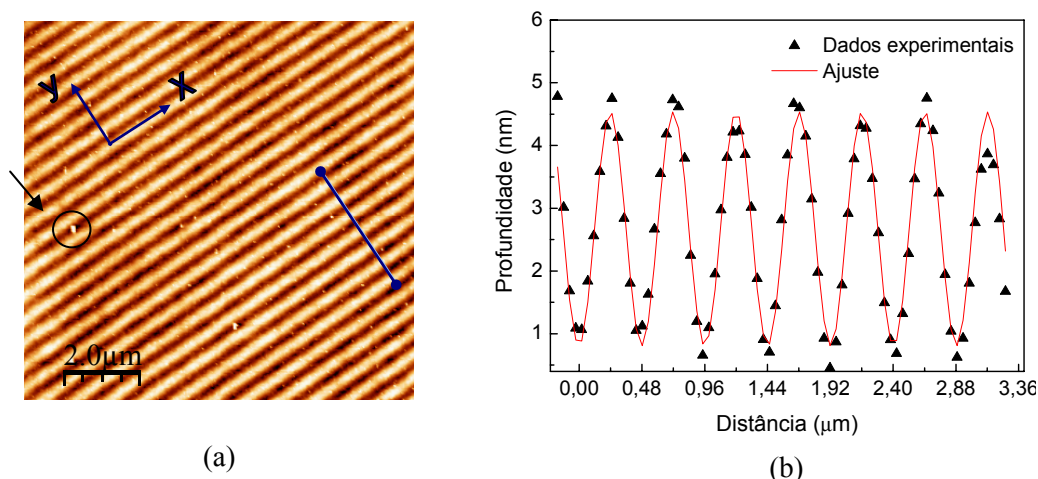 y
x
2.0µm
(a)
Profundidade (nm)
6
5
4
3
2
1
Dados experimentais
Ajuste
0,00 0,48 0,96 1,44 1,92 2,40 2,88 3,36
Distância (µm)
(b)